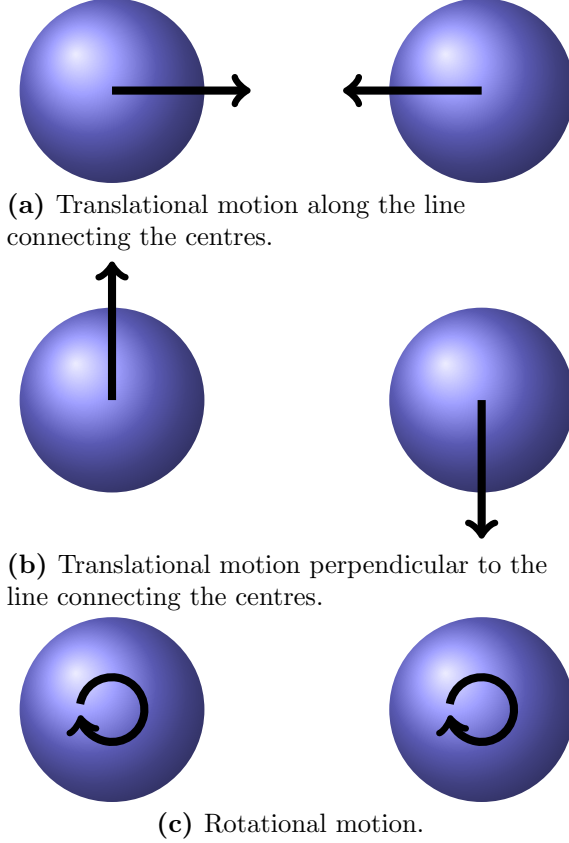 (a) Translational motion along the line
connecting the centres.
(b) Translational motion perpendicular to the
line connecting the centres.
(c) Rotational motion.